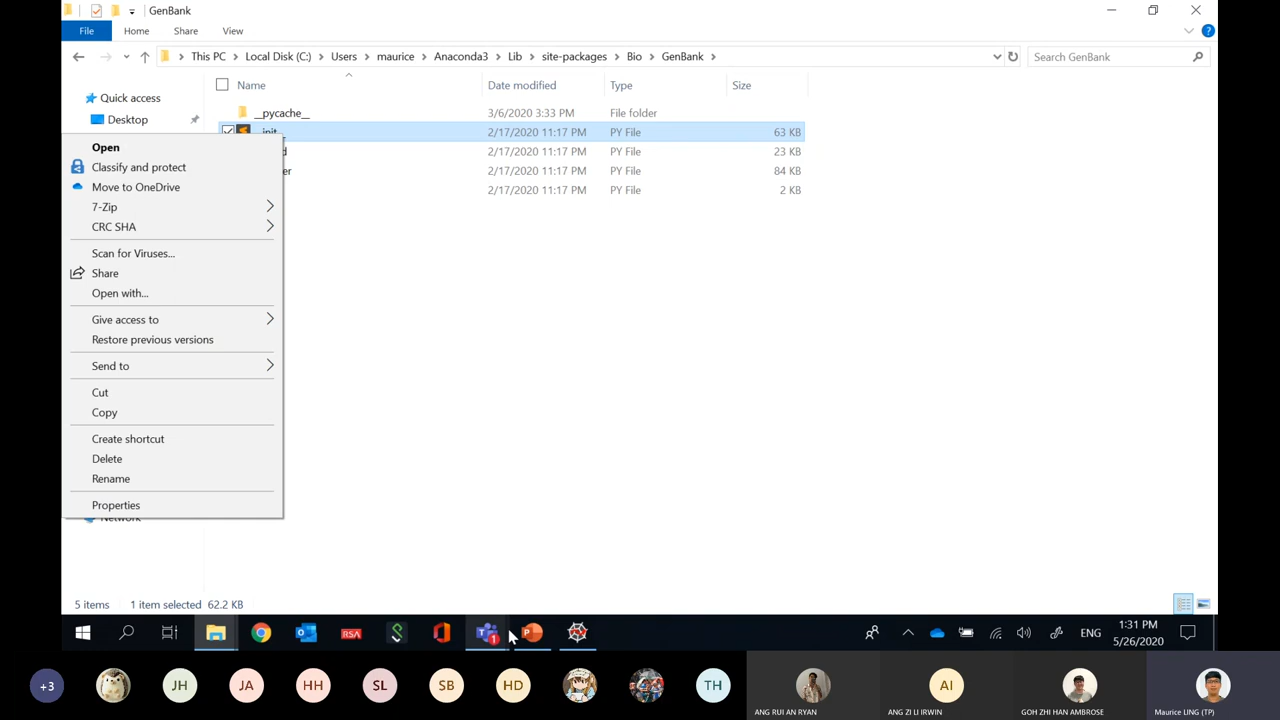 GenBank
File Home Share View
This PC Local Disk (C:) Users maurice Anaconda3 Lib site-packages Bio GenBank
Search GenBank
Name Date modified Type Size
Quick access
Desktop
Network
__pycache__ 3/6/2020 3:33 PM File folder
__init__ 2/17/2020 11:17 PM PY File 63 KB
2/17/2020 11:17 PM PY File 23 KB
2/17/2020 11:17 PM PY File 84 KB
2/17/2020 11:17 PM PY File 2 KB
Open
Classify and protect
Move to OneDrive
7-Zip
CRC SHA
Scan for Viruses...
Share
Open with...
Give access to
Restore previous versions
Send to
Cut
Copy
Create shortcut
Delete
Rename
Properties
5 items 1 item selected 62.2 KB
RSA
1
ENG
1:31 PM
5/26/2020
+3 JH JA HH SL SB HD TH AI
ANG RUI AN RYAN ANG ZI LI IRWIN GOH ZHI HAN AMBROSE Maurice LING (TP)